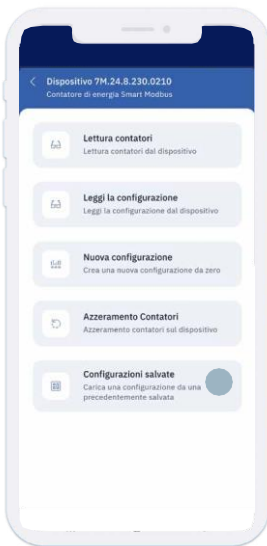 Dispositivo 7M.24.8.230.0210
Contatore di energia Smart Modbus
Lettura contatori
Lettura contatori dal dispositivo
Leggi la configurazione
Leggi la configurazione dal dispositivo
Nuova configurazione
Crea una nuova configurazione da zero
Azzeramento Contatori
Azzeramento contatori sul dispositivo
Configurazioni salvate
Carica una configurazione da una
precedentemente salvata